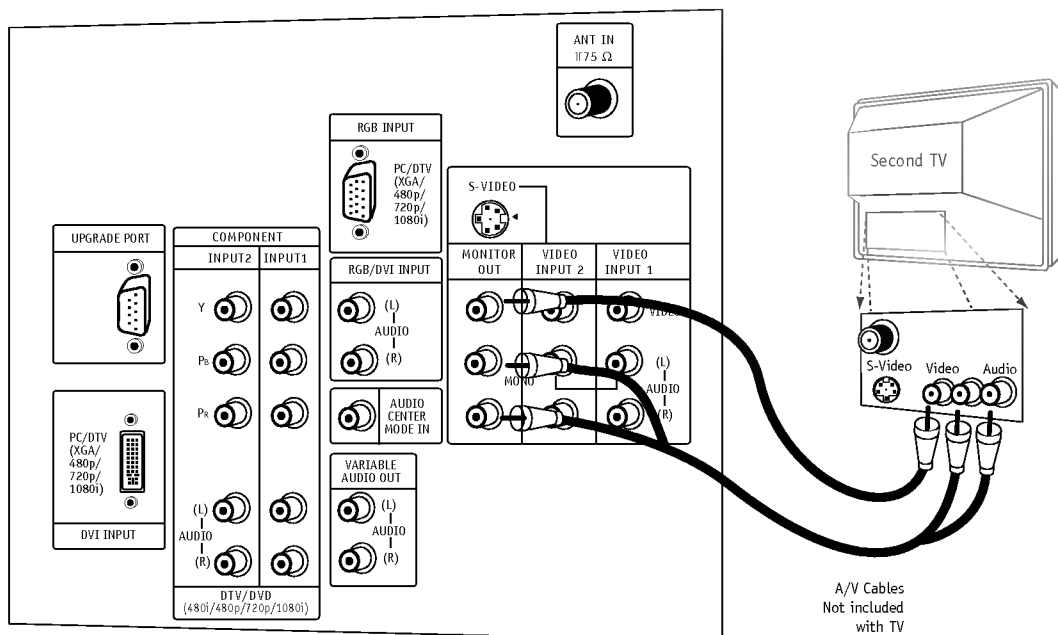 ANT IN
75 Ω
RGB INPUT
PC/DTV
(XGA/
480p/
720p/
1080i)
S-VIDEO
Second TV
UPGRADE PORT
COMPONENT
INPUT2
INPUT1
Y
PB
PR
(L)
AUDIO
(R)
DTV/DVD
(480i/480p/720p/1080i)
RGB/DVI INPUT
(L)
AUDIO
(R)
AUDIO
CENTER
MODE IN
VARIABLE
AUDIO OUT
(L)
AUDIO
(R)
MONITOR
OUT
VIDEO
INPUT 2
VIDEO
INPUT 1
VIDEO
MONO
(L)
AUDIO
(R)
PC/DTV
(XGA/
480p/
720p/
1080i)
DVI INPUT
S-Video
Video
Audio
A/V Cables
Not included
with TV